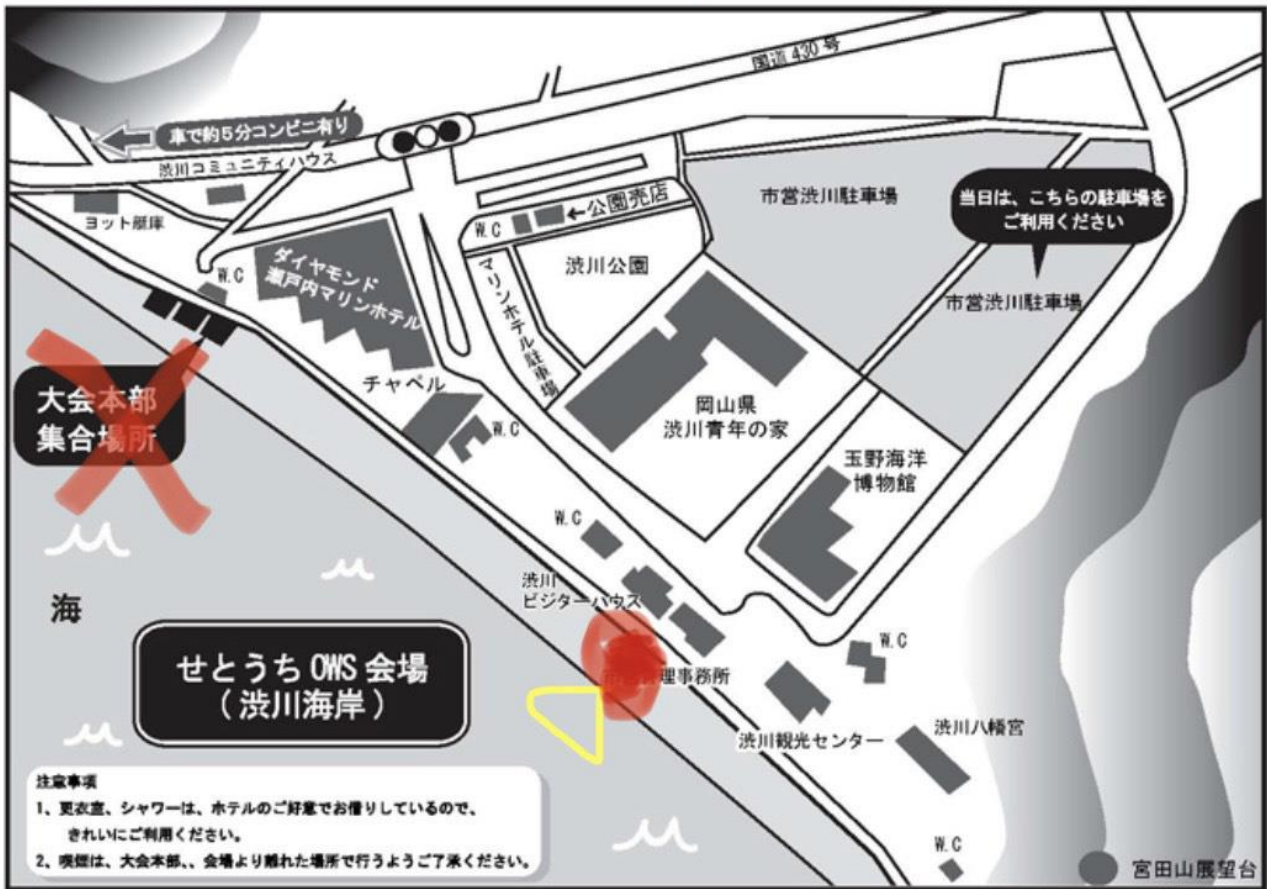 国道430号
車で約5分コンビニ有り
渋川コミュニティハウス
ヨット艇庫
W.C
ダイヤモンド
瀬戸内マリンホテル
W.C
←公園売店
渋川公園
マリンホテル駐車場
市営渋川駐車場
当日は、こちらの駐車場を
ご利用ください
市営渋川駐車場
大会本部
集合場所
チャペル
W.C
岡山県
渋川青年の家
玉野海洋
博物館
W.C
渋川
ビジターハウス
理事務所
海
せとうち OWS 会場
(渋川海岸)
W.C
渋川観光センター
渋川八幡宮
W.C
宮田山展望台
注意事項
1、更衣室、シャワーは、ホテルのご好意でお借りしているので、
きれいにご利用ください。
2、喫煙は、大会本部、、会場より離れた場所で行うようご了承ください。